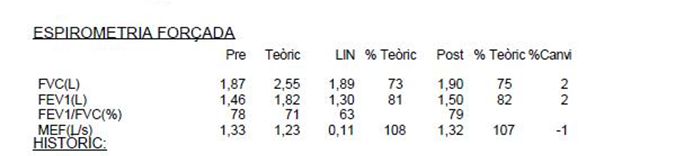 ESPIROMETRIA FORÇADA
Pre Teòric LIN % Teòric Post % Teòric %Canvi
FVC(L) 1,87 2,55 1,89 73 1,90 75 2
FEV1(L) 1,46 1,82 1,30 81 1,50 82 2
FEV1/FVC(%) 78 71 63 79
MEF(L/s) 1,33 1,23 0,11 108 1,32 107 -1
HISTÒRIC: